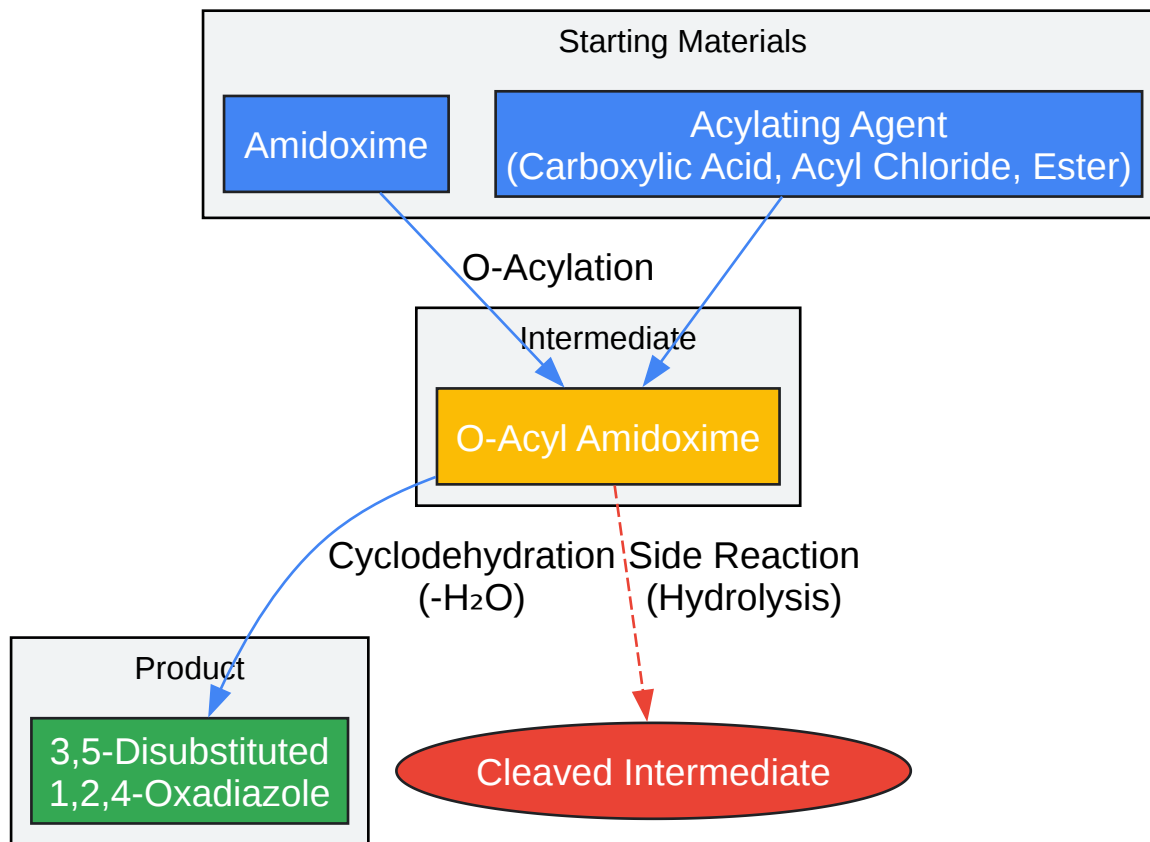 Starting Materials
Amidoxime
Acylating Agent
(Carboxylic Acid, Acyl Chloride, Ester)
O-Acylation
Intermediate
O-Acyl Amidoxime
Cyclodehydration
(-H₂O)
Side Reaction
(Hydrolysis)
Product
3,5-Disubstituted
1,2,4-Oxadiazole
Cleaved Intermediate